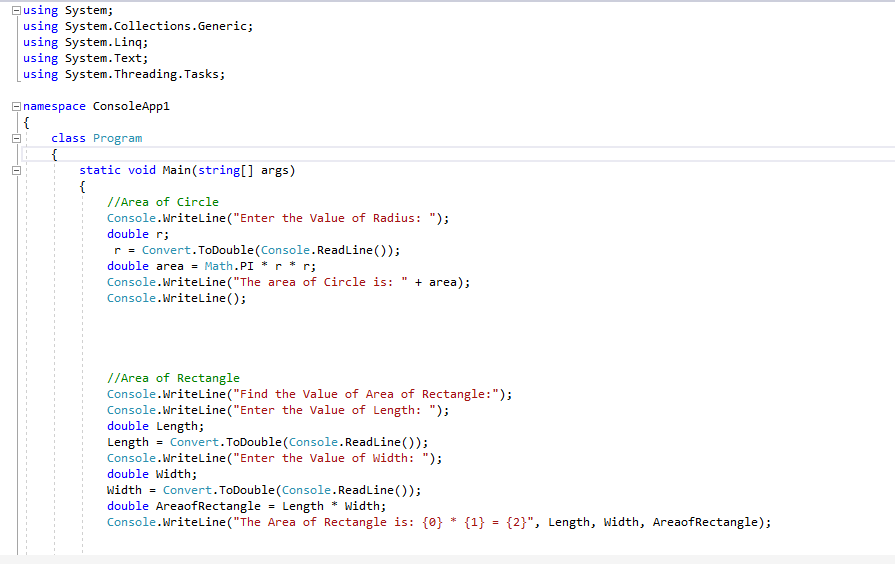 using System;
using System.Collections.Generic;
using System.Linq;
using System.Text;
using System.Threading.Tasks;
namespace ConsoleApp1
{
class Program
{
static void Main(string[] args)
{
//Area of Circle
Console.WriteLine("Enter the Value of Radius: ");
double r;
r = Convert.ToDouble(Console.ReadLine());
double area = Math.PI * r * r;
Console.WriteLine("The area of Circle is: " + area);
Console.WriteLine();
//Area of Rectangle
Console.WriteLine("Find the Value of Area of Rectangle:");
Console.WriteLine("Enter the Value of Length: ");
double Length;
Length = Convert.ToDouble(Console.ReadLine());
Console.WriteLine("Enter the Value of Width: ");
double Width;
Width = Convert.ToDouble(Console.ReadLine());
double AreaofRectangle = Length * Width;
Console.WriteLine("The Area of Rectangle is: {0} * {1} = {2}", Length, Width, AreaofRectangle);